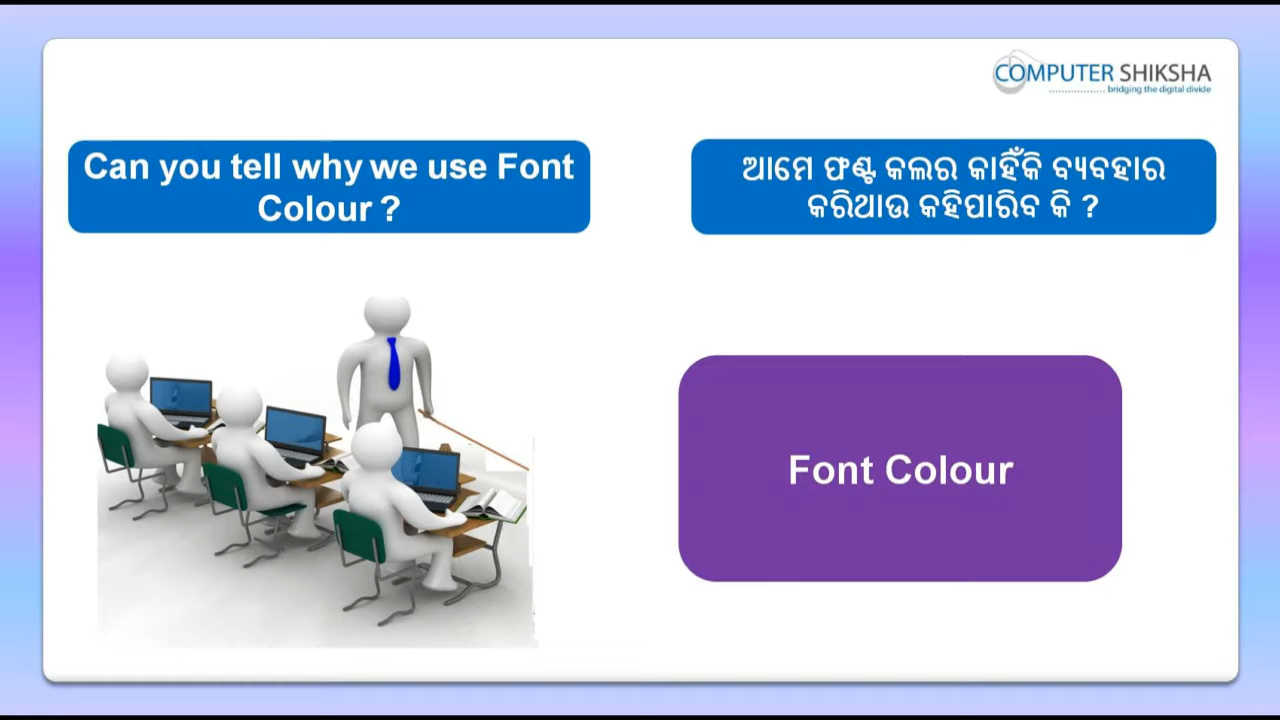 COMPUTER SHIKSHA
bridging the digital divide
Can you tell why we use Font
Colour ?
ଆମେ ଫଣ୍ଟ କଲର କାହିଁକି ବ୍ୟବହାର
କରିଥାଉ କହିପାରିବ କି ?
Font Colour